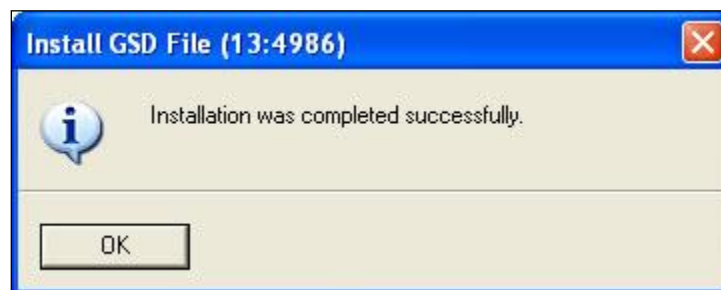 Install GSD File (13:4986)
Installation was completed successfully.
OK